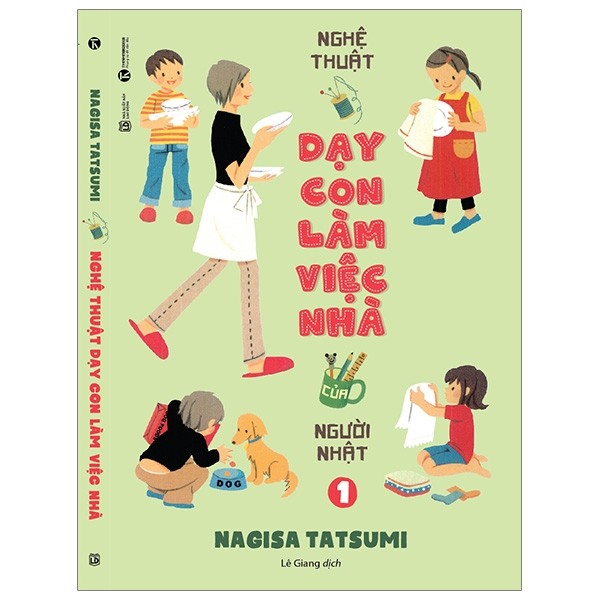 NAGISA TATSUMI
NGHỆ THUẬT DẠY CON LÀM VIỆC NHÀ
NGHỆ
THUẬT
DẠY
CON
LÀM
VIỆC
NHÀ
CỦA
NGƯỜI
NHẬT
1
DOG
NAGISA TATSUMI
Lê Giang dịch